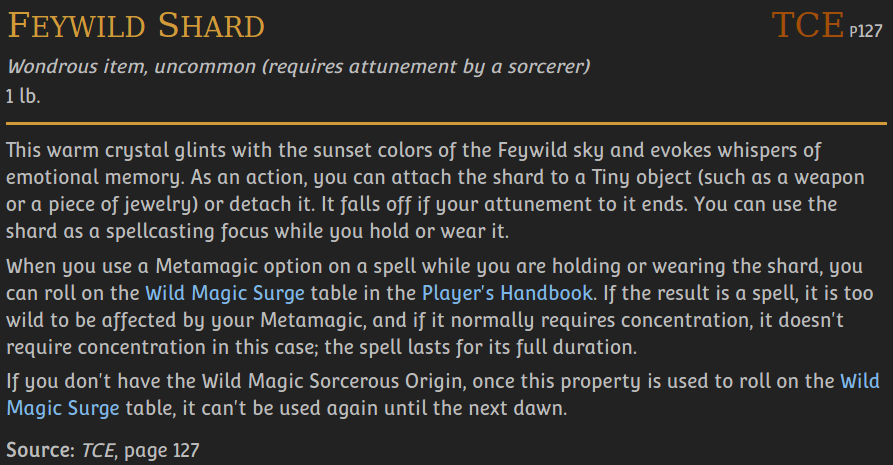 Feywild Shard TCE P127
Wondrous item, uncommon (requires attunement by a sorcerer)
1 lb.
This warm crystal glints with the sunset colors of the Feywild sky and evokes whispers of
emotional memory. As an action, you can attach the shard to a Tiny object (such as a weapon
or a piece of jewelry) or detach it. It falls off if your attunement to it ends. You can use the
shard as a spellcasting focus while you hold or wear it.
When you use a Metamagic option on a spell while you are holding or wearing the shard, you
can roll on the Wild Magic Surge table in the Player's Handbook. If the result is a spell, it is too
wild to be affected by your Metamagic, and if it normally requires concentration, it doesn't
require concentration in this case; the spell lasts for its full duration.
If you don't have the Wild Magic Sorcerous Origin, once this property is used to roll on the Wild
Magic Surge table, it can't be used again until the next dawn.
Source: TCE, page 127